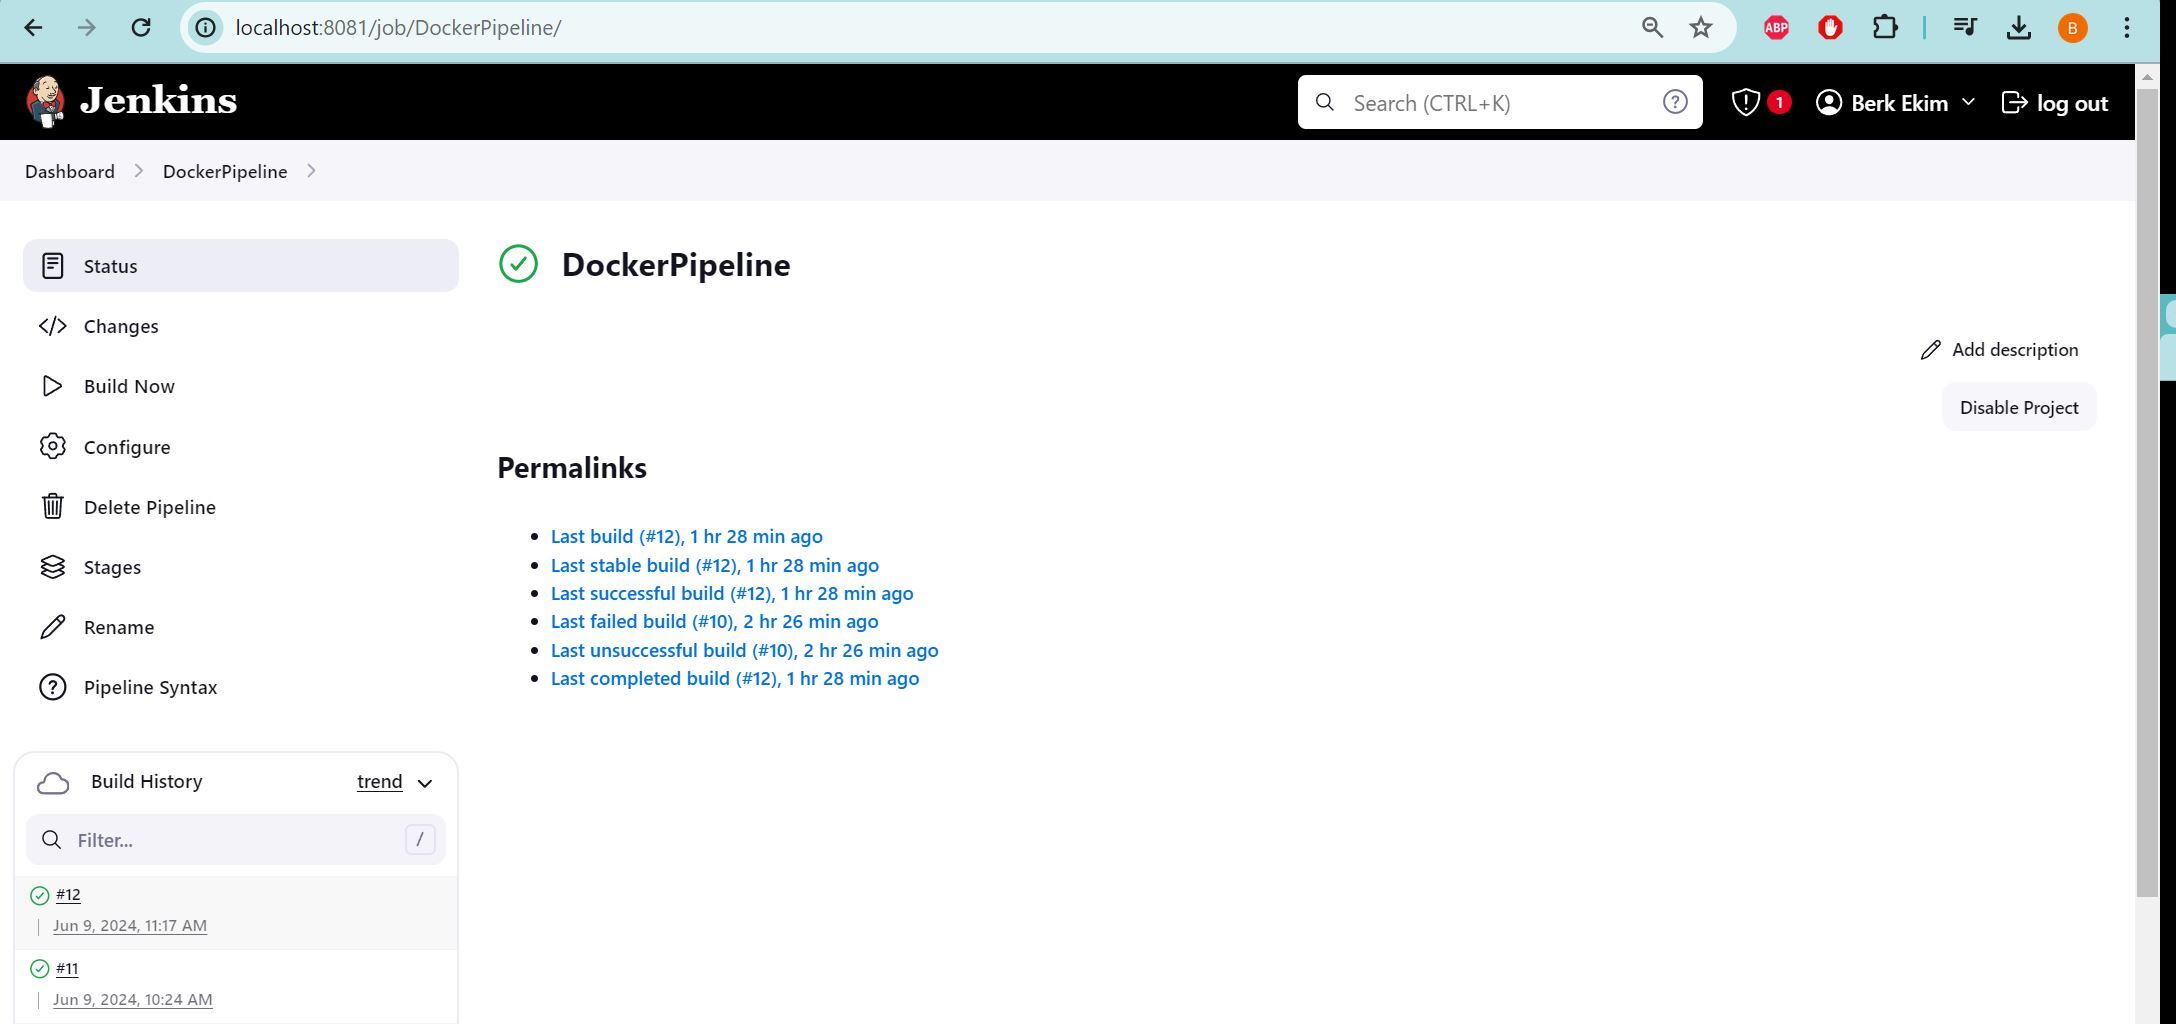 localhost:8081/job/DockerPipeline/
ABP
B
Jenkins
Search (CTRL+K)
?
1
Berk Ekim
log out
Dashboard
DockerPipeline
Status
Changes
Build Now
Configure
Delete Pipeline
Stages
Rename
Pipeline Syntax
DockerPipeline
Add description
Disable Project
Permalinks
Last build (#12), 1 hr 28 min ago
Last stable build (#12), 1 hr 28 min ago
Last successful build (#12), 1 hr 28 min ago
Last failed build (#10), 2 hr 26 min ago
Last unsuccessful build (#10), 2 hr 26 min ago
Last completed build (#12), 1 hr 28 min ago
Build History
trend
Filter...
/
#12
Jun 9, 2024, 11:17 AM
#11
Jun 9, 2024, 10:24 AM